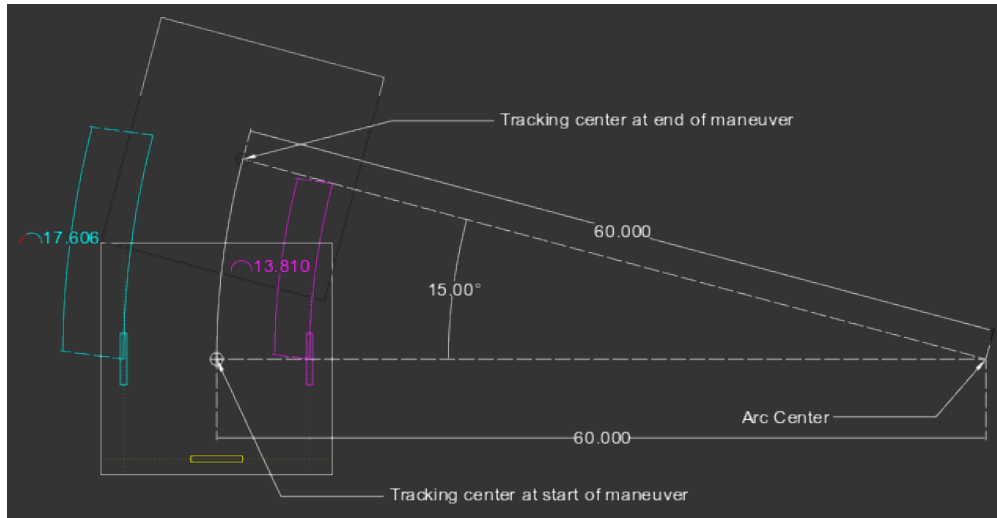 Tracking center at end of maneuver
60.000
17.606
13.810
15.00°
Arc Center
60.000
Tracking center at start of maneuver